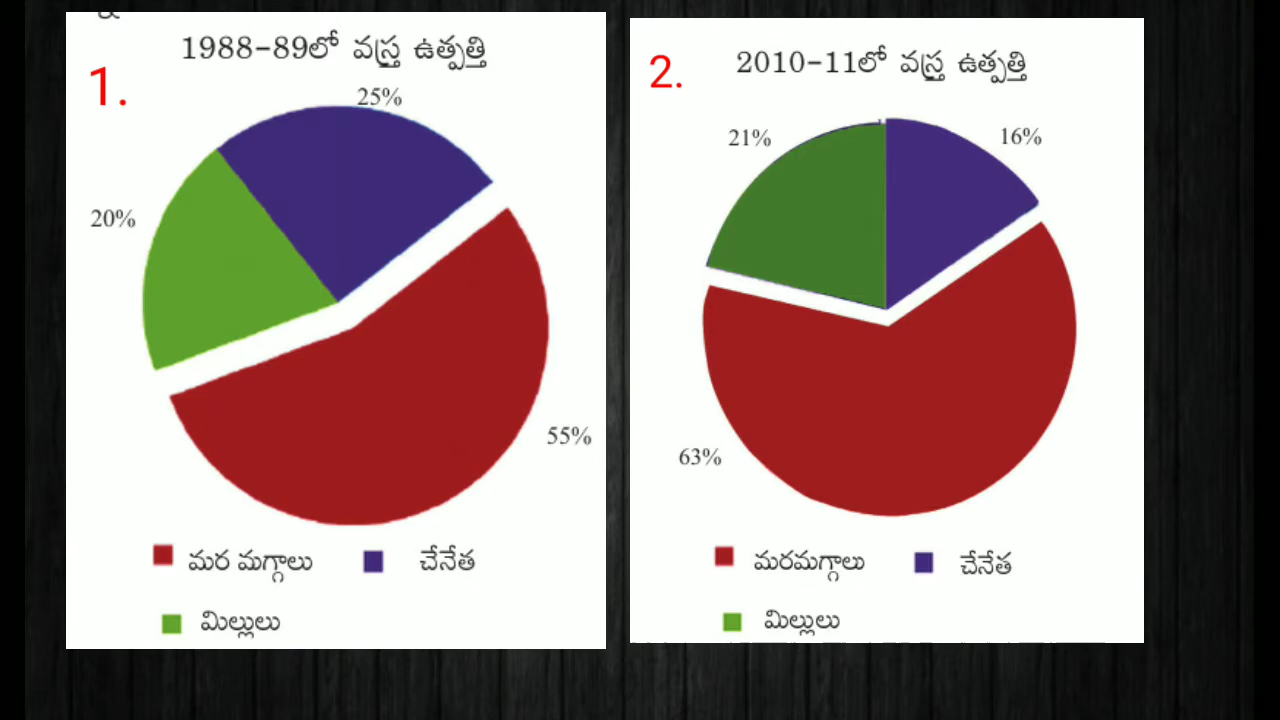 1988-89లో వస్త్ర ఉత్పత్తి
1.
25%
20%
55%
మర మగ్గాలు
చేనేత
మిల్లులు
2010-11లో వస్త్ర ఉత్పత్తి
2.
21%
16%
63%
మరమగ్గాలు
చేనేత
మిల్లులు